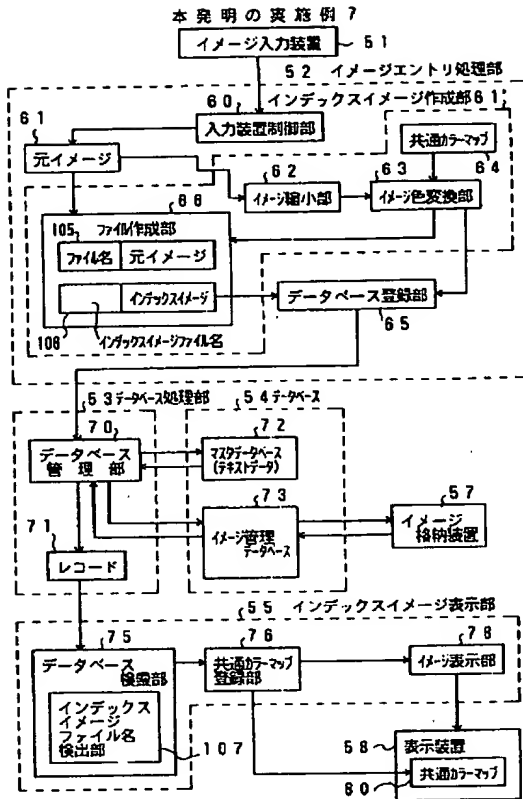 本発明の実施例7
イメージ入力装置
51
52 イメージエントリ処理部
インデックスイメージ作成部 61'
60
入力装置制御部
61
元イメージ
共通カラーマップ
64
62
イメージ縮小部
63
イメージ色変換部
66
ファイル作成部
105
ファイル名
元イメージ
インデックスイメージ
106
インデックスイメージファイル名
データベース登録部
65
53 データベース処理部
54 データベース
70
データベース
管理部
72
マスタデータベース
(テキストデータ)
73
イメージ管理
データベース
57
イメージ
格納装置
71
レコード
55
インデックスイメージ表示部
75
データベース
検索部
インデックス
イメージ
ファイル名
検出部
107
76
共通カラーマップ
登録部
78
イメージ表示部
58
表示装置
共通カラーマップ
80